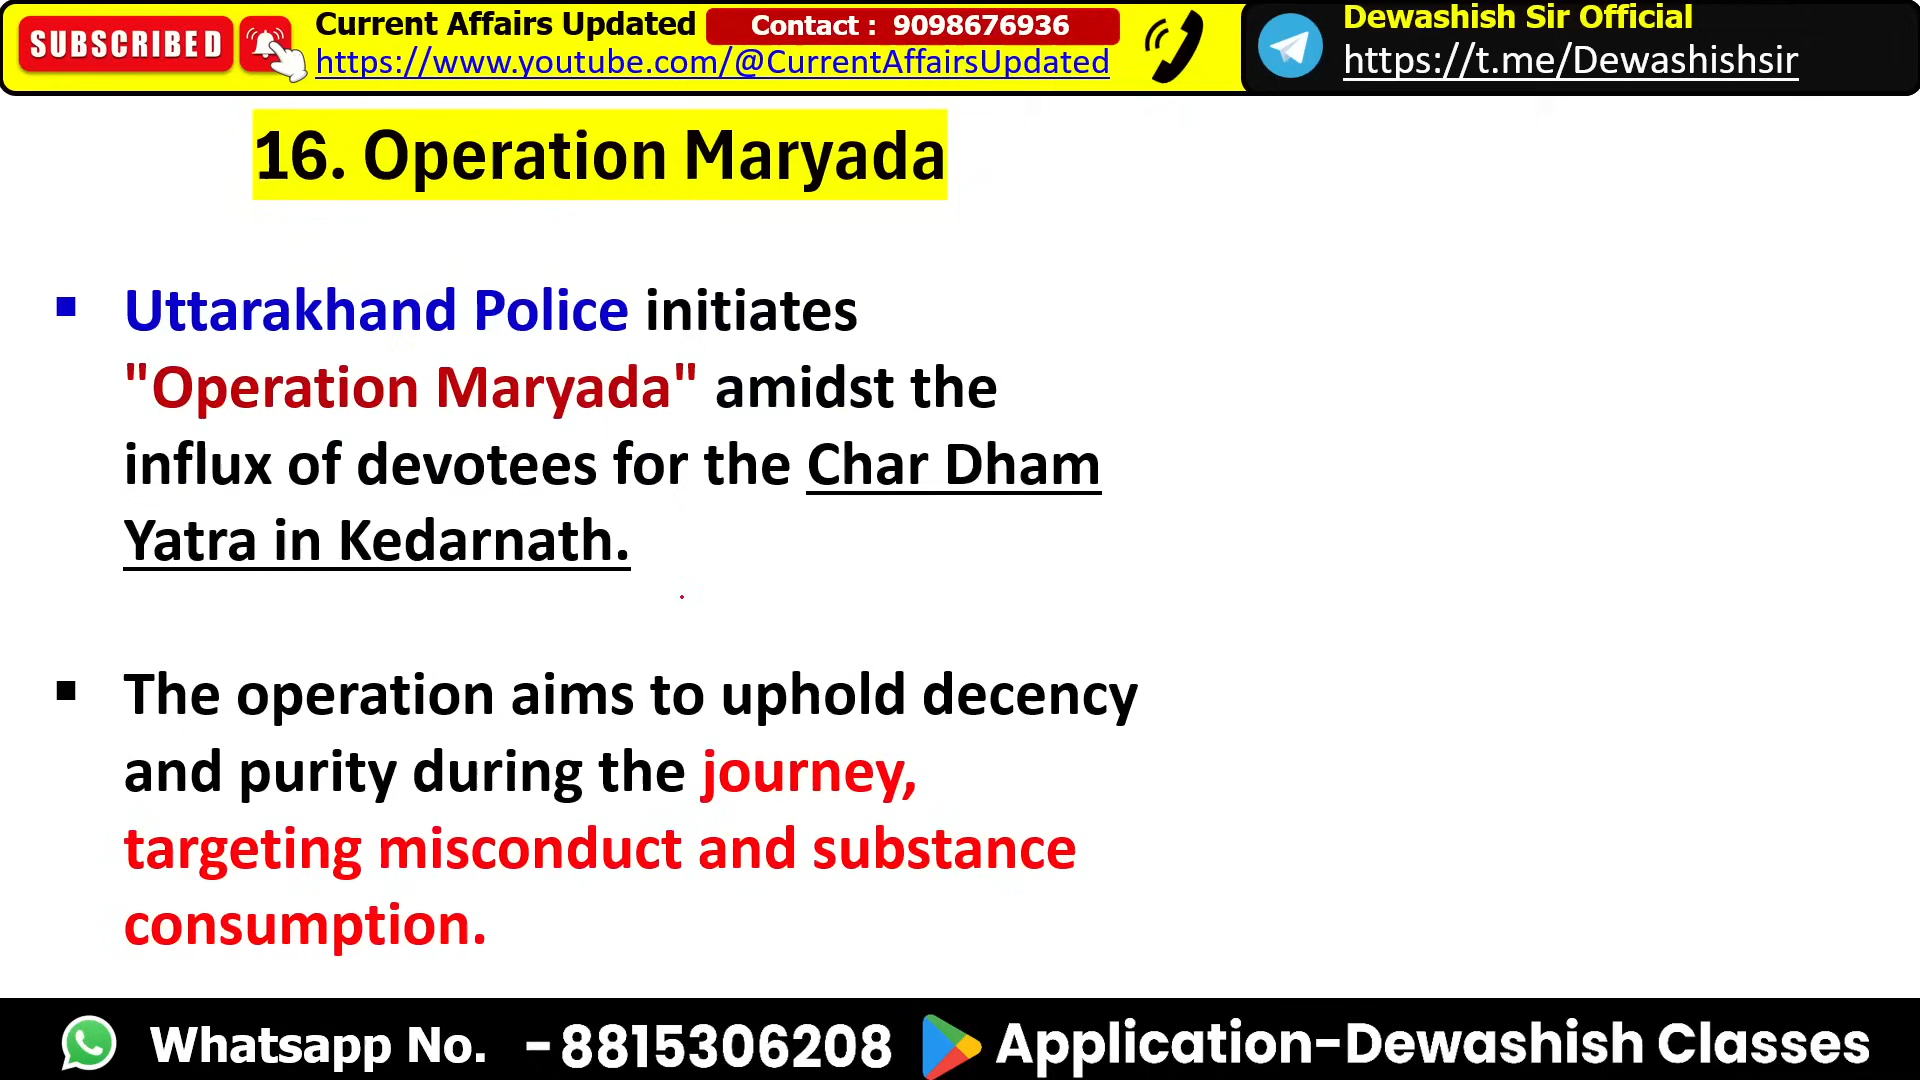 SUBSCRIBED
Current Affairs Updated
Contact : 9098676936
https://www.youtube.com/@CurrentAffairsUpdated
Dewashish Sir Official
https://t.me/Dewashishsir
16. Operation Maryada
▪ Uttarakhand Police initiates
"Operation Maryada" amidst the
influx of devotees for the Char Dham
Yatra in Kedarnath.
▪ The operation aims to uphold decency
and purity during the journey,
targeting misconduct and substance
consumption.
Whatsapp No. -8815306208
Application-Dewashish Classes